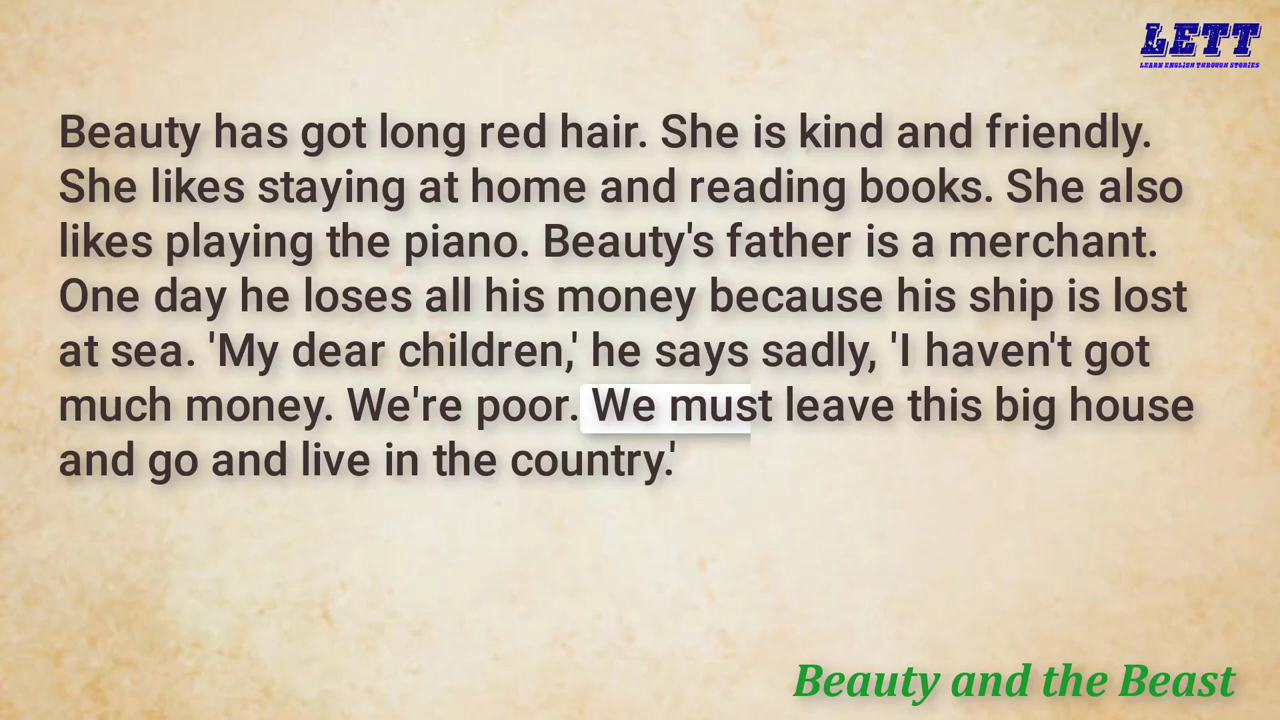 LETT
LEARN ENGLISH THROUGH STORIES
Beauty has got long red hair. She is kind and friendly.
She likes staying at home and reading books. She also
likes playing the piano. Beauty's father is a merchant.
One day he loses all his money because his ship is lost
at sea. 'My dear children,' he says sadly, 'I haven't got
much money. We're poor. We must leave this big house
and go and live in the country.'
Beauty and the Beast